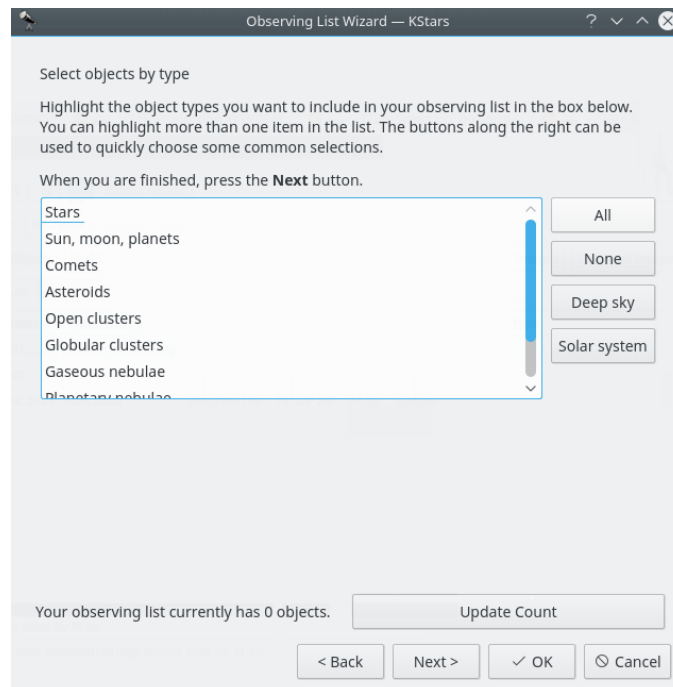 Observing List Wizard — KStars
Select objects by type
Highlight the object types you want to include in your observing list in the box below.
You can highlight more than one item in the list. The buttons along the right can be
used to quickly choose some common selections.
When you are finished, press the Next button.
Stars
Sun, moon, planets
Comets
Asteroids
Open clusters
Globular clusters
Gaseous nebulae
Planetary nebulae
All
None
Deep sky
Solar system
Your observing list currently has 0 objects.
Update Count
< Back
Next >
OK
Cancel